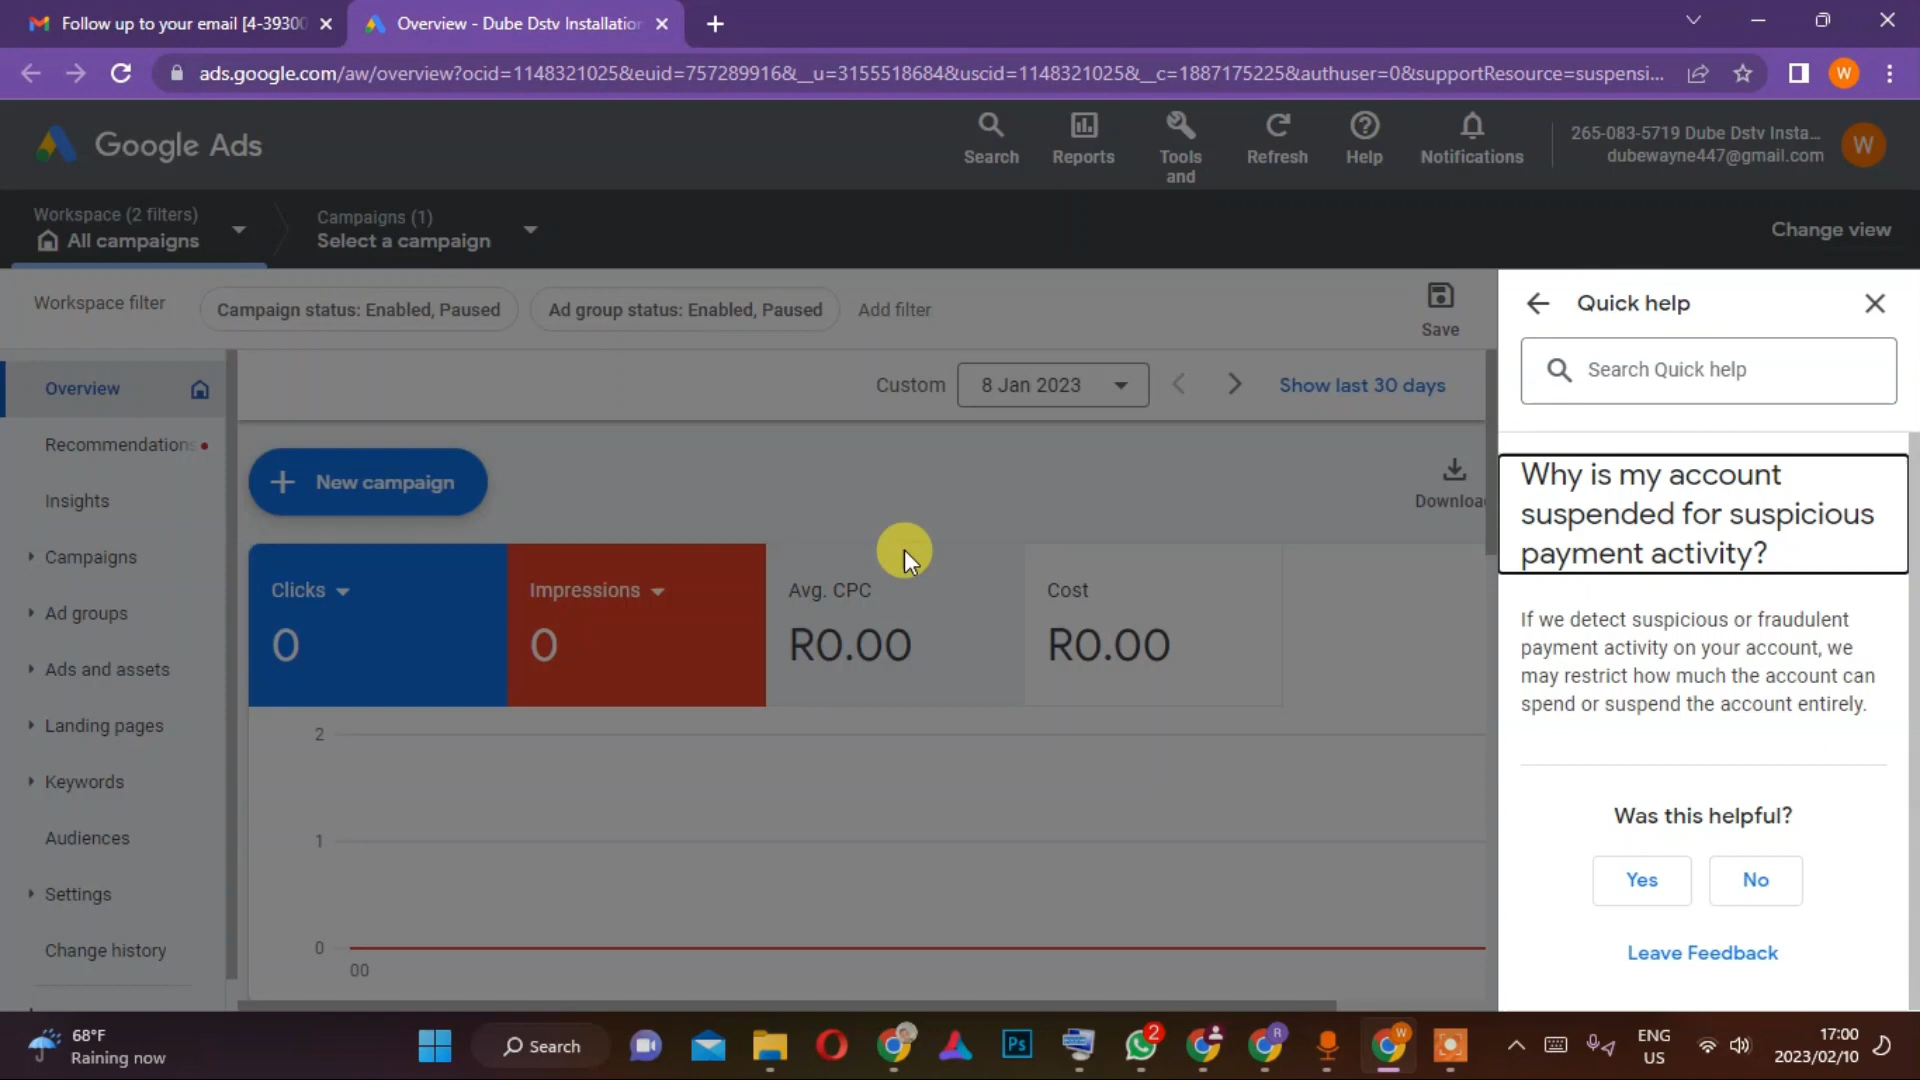 Follow up to your email [4-39300
Overview - Dube Dstv Installation
ads.google.com/aw/overview?ocid=1148321025&euid=757289916&__u=3155518684&uscid=1148321025&__c=1887175225&authuser=0&supportResource=suspensi...
W
Google Ads
Search
Reports
Tools and
Refresh
Help
Notifications
265-083-5719 Dube Dstv Insta...
dubewayne447@gmail.com
W
Workspace (2 filters)
All campaigns
Campaigns (1)
Select a campaign
Change view
Workspace filter
Campaign status: Enabled, Paused
Ad group status: Enabled, Paused
Add filter
Save
Overview
Recommendations
Insights
Campaigns
Ad groups
Ads and assets
Landing pages
Keywords
Audiences
Settings
Change history
Custom
8 Jan 2023
Show last 30 days
New campaign
Downloa
Clicks
0
Impressions
0
Avg. CPC
R0.00
Cost
R0.00
2
1
0
00
Quick help
Search Quick help
Why is my account
suspended for suspicious
payment activity?
If we detect suspicious or fraudulent
payment activity on your account, we
may restrict how much the account can
spend or suspend the account entirely.
Was this helpful?
Yes
No
Leave Feedback
68°F
Raining now
Search
Ps
2
R
W
ENG
US
17:00
2023/02/10